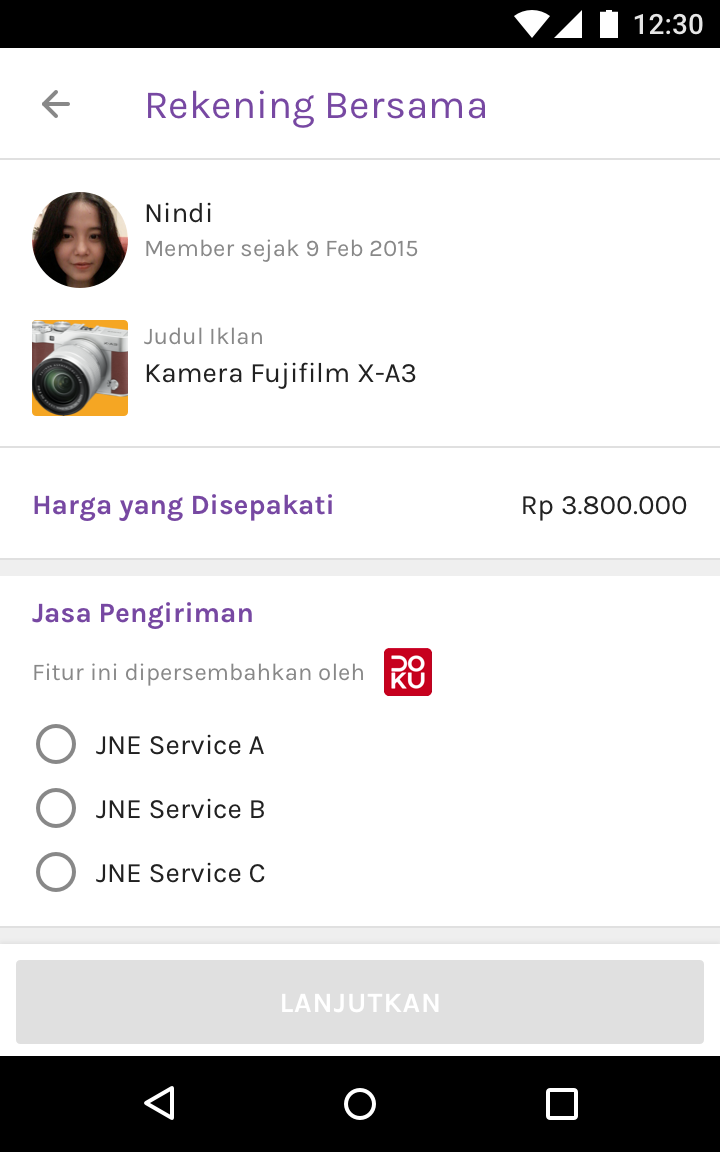 12:30
Rekening Bersama
Nindi
Member sejak 9 Feb 2015
Judul Iklan
Kamera Fujifilm X-A3
Harga yang Disepakati Rp 3.800.000
Jasa Pengiriman
Fitur ini dipersembahkan oleh DOKU
JNE Service A
JNE Service B
JNE Service C
LANJUTKAN